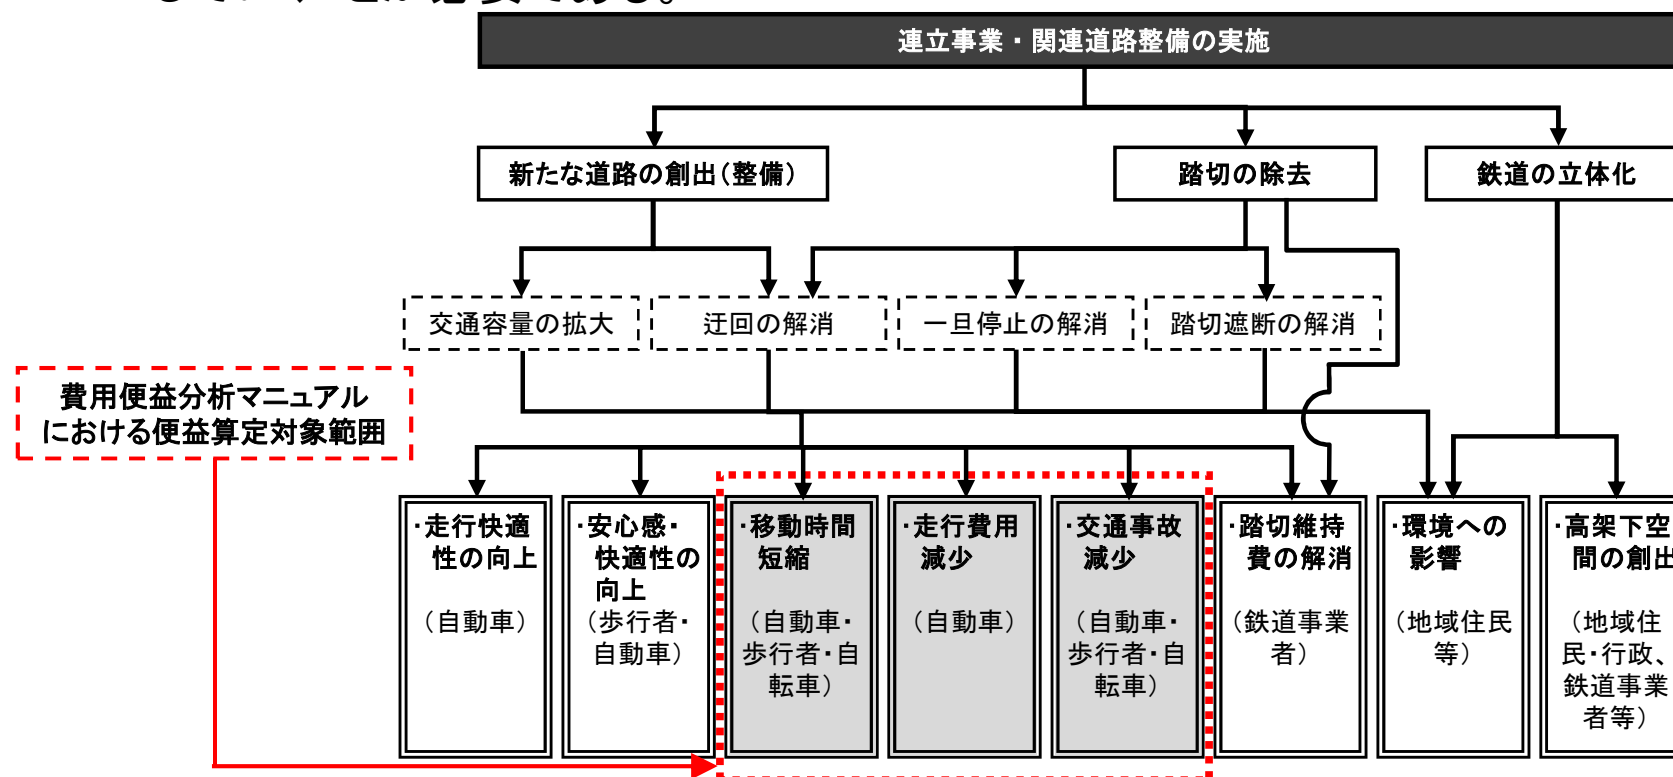 連立事業・関連道路整備の実施
新たな道路の創出(整備)
踏切の除去
鉄道の立体化
交通容量の拡大
迂回の解消
一旦停止の解消
踏切遮断の解消
費用便益分析マニュアル
における便益算定対象範囲
・走行快適
性の向上
(自動車)
・安心感・
快適性の
向上
(歩行者・
自動車)
・移動時間
短縮
(自動車・
歩行者・自
転車)
・走行費用
減少
(自動車)
・交通事故
減少
(自動車・
歩行者・自
転車)
・踏切維持
費の解消
(鉄道事業
者)
・環境への
影響
(地域住民
等)
・高架下空
間の創出
(地域住
民・行政、
鉄道事業
者等)